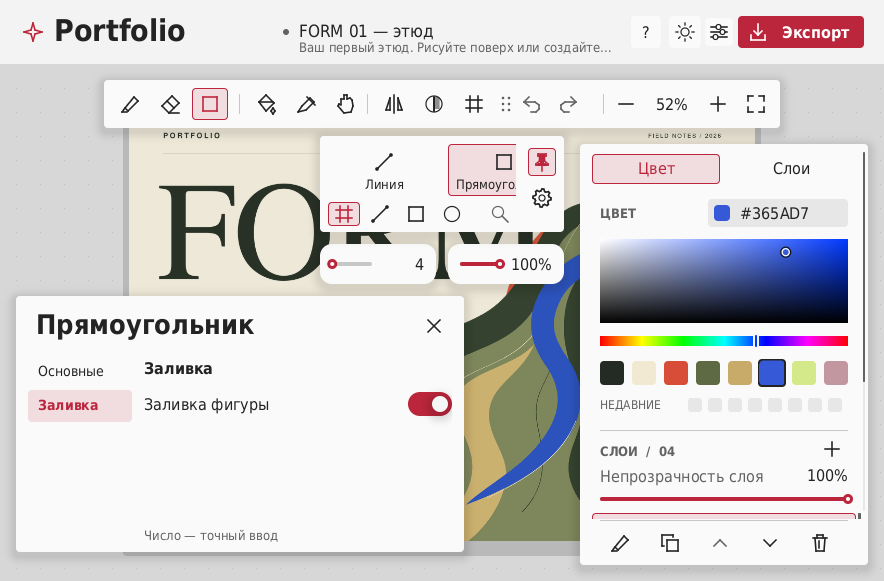 Portfolio
FORM 01 — этюд
Ваш первый этюд. Рисуйте поверх или создайте…
?
Экспорт
52%
PORTFOLIO
FIELD NOTES / 2026
FORM
Линия
Прямоуго
4
100%
Цвет
Слои
ЦВЕТ
#365AD7
НЕДАВНИЕ
СЛОИ / 04
Непрозрачность слоя
100%
Прямоугольник
Основные
Заливка
Заливка
Заливка фигуры
Число — точный ввод